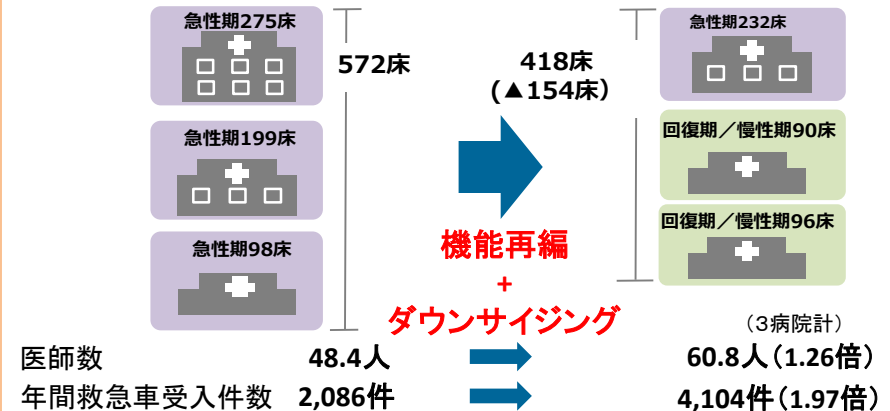 急性期275床
572床
急性期199床
急性期98床
418床
(▲154床)
機能再編
+
ダウンサイジング
急性期232床
回復期／慢性期90床
回復期／慢性期96床
（３病院計）
医師数 48.4人 60.8人（1.26倍）
年間救急車受入件数 2,086件 4,104件（1.97倍）